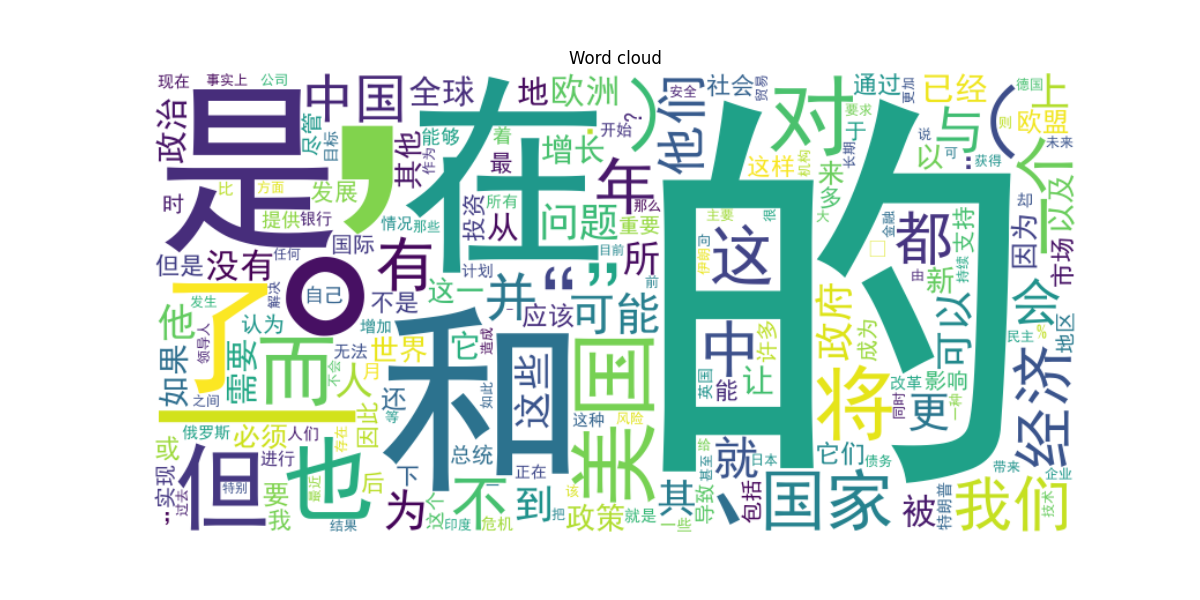 Word cloud
现在 事实上 公司
政治
是
，
中国
尽管
目标
全球
能够
着
作为
其他
地
欧洲
最
增长
在
.
?
开始
）
他们
安全
社会
贸易
对
通过
更加
已经
要求
于
长期
说
可
以
与
（
则
德国
上
欧盟
未来
...
获得
个
以及
却
时
比
方面
发展
提供
银行
情况
那些
所有
投资
从
年
那么
问题
重要
这样
机构
来
多
大
主要
很
的
但是
没有
任何
国际
有
计划
目前
所
前
伊朗
向
这
金融
都
由
新
持续
支持
因为
市场
了
发生
解决
。
自己
不是
这一
并
“
”
应该
可能
他
认为
增加
领导人
如果
需要
而
无法
不会
世界
月
人
它
造成
和
如此
这些
美国
中
许多
英国
能
让
政府
成为
将
改革
影响
同时
更
一种
可以
会
%
民主
地区
经济
之间
一
还
等
因此
俄罗斯
必须
人们
存在
或
进行
实现
过去
;
但
特别
要
我
也
最近
结果
后
总统
下
为
这个
印度
不
危机
正在
到
该
把
这种
风险
政策
就是
其
一些
导致
给
甚至
就
日本
包括
、
国家
它们
债务
被
特朗普
带来
我们
企业
技术